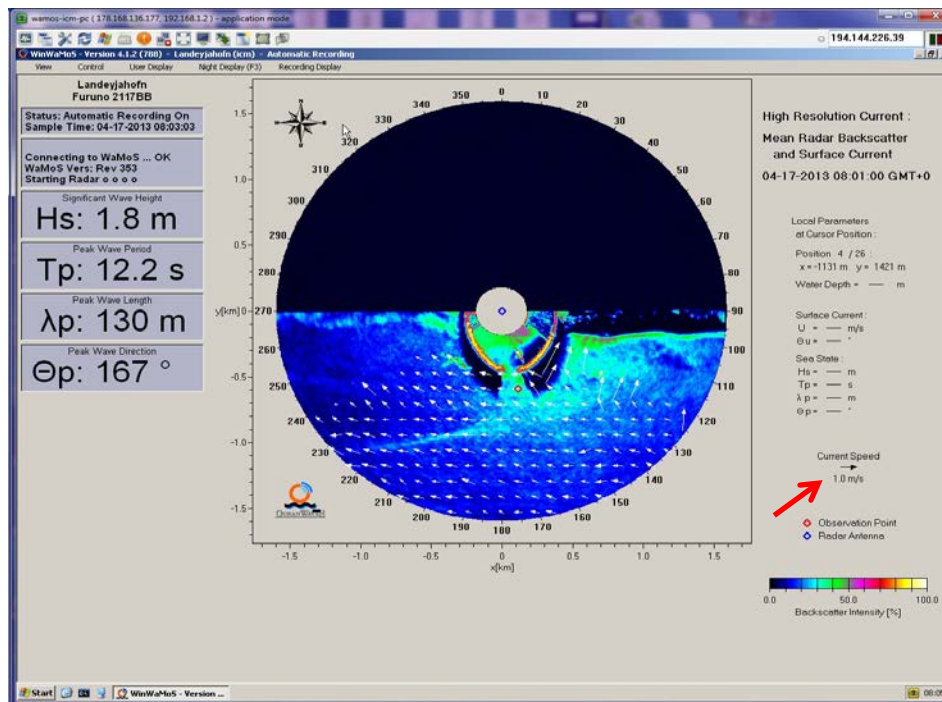 wamos-icm-pc ( 178.168.136.177, 192.168.1.2 ) - application mode
194.144.226.39
WinWaMoS - Version 4.1.2 (788) - Landeyjahofn (icm) - Automatic Recording
View Control User Display Night Display (F3) Recording Display
Landeyjahofn
Furuno 2117BB
Status: Automatic Recording On
Sample Time: 04-17-2013 08:03:03
Connecting to WaMoS ... OK
WaMoS Vers: Rev 353
Starting Radar o o o o
Significant Wave Height
Hs: 1.8 m
Peak Wave Period
Tp: 12.2 s
Peak Wave Length
λp: 130 m
Peak Wave Direction
Θp: 167 °
350 0 10
340 20
330 30
320 40
310 50
300 60
290 70
280 80
270 90
260 100
250 110
240 120
230 130
220 140
210 150
200 160
190 180 170
1.5
1.0
0.5
y[km] 0
-0.5
-1.0
-1.5
-1.5 -1.0 -0.5 0 0.5 1.0 1.5
x[km]
OceanWaveS
High Resolution Current :
Mean Radar Backscatter
and Surface Current
04-17-2013 08:01:00 GMT+0
Local Parameters
at Cursor Position :
Position 4 / 26 :
x=-1131 m y= 1421 m
Water Depth = — m
Surface Current :
U = — m/s
Θu = — °
Sea State :
Hs = — m
Tp = — s
λp = — m
Θp = — °
Current Speed
1.0 m/s
Observation Point
Radar Antenna
0.0 50.0 100.0
Backscatter Intensity [%]
Start
WinWaMoS - Version ...